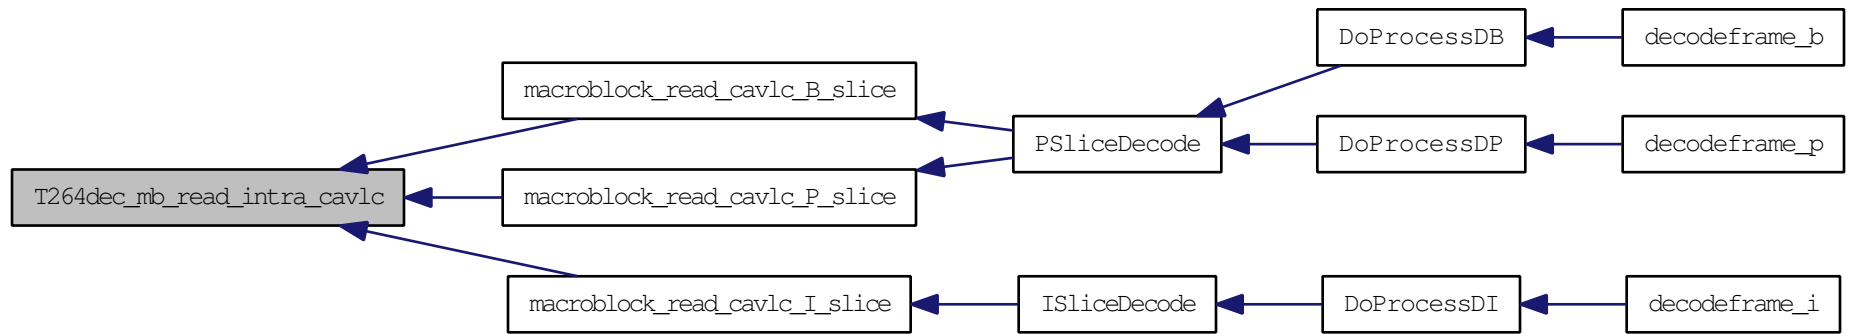 DoProcessDB
decodeframe_b
macroblock_read_cavlc_B_slice
PSliceDecode
DoProcessDP
decodeframe_p
T264dec_mb_read_intra_cavlc
macroblock_read_cavlc_P_slice
macroblock_read_cavlc_I_slice
ISliceDecode
DoProcessDI
decodeframe_i